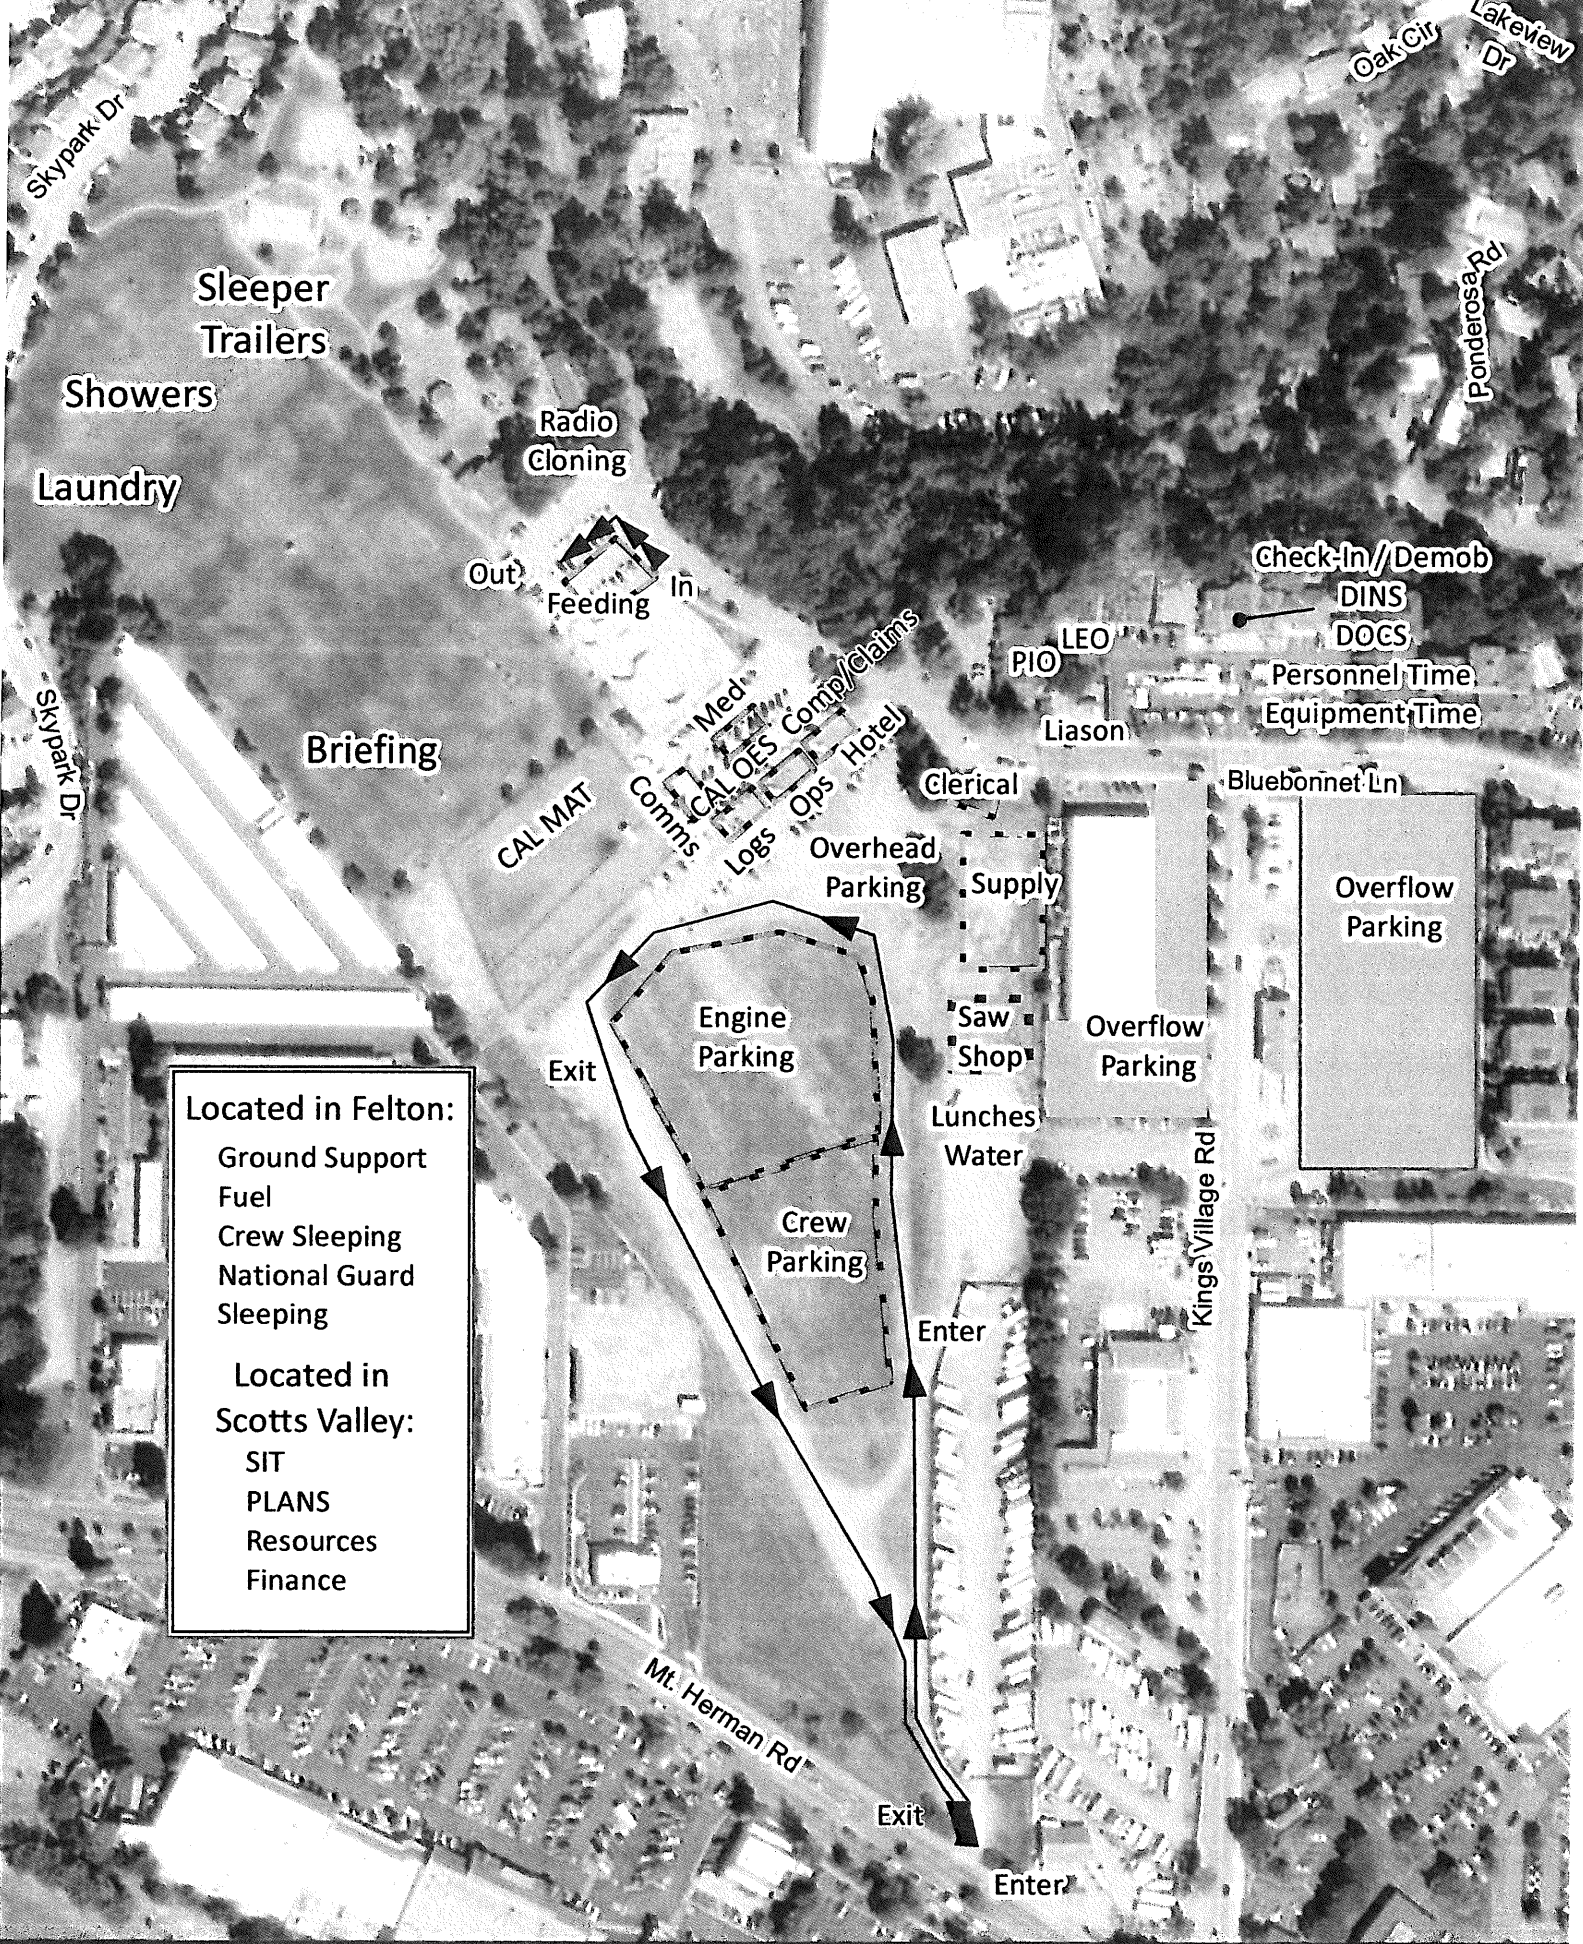 Lakeview
Dr
Oak Cir
Skypark Dr
Ponderosa Rd
Sleeper
Trailers
Showers
Radio
Cloning
Laundry
Out
In
Feeding
Check-In / Demob
DINS
DOCS
Personnel Time
Equipment Time
LEO
PIO
Liason
Skypark Dr
Briefing
Med
Comp/Claims
CAL OES
Hotel
Comms
Ops
Logs
CAL MAT
Clerical
Bluebonnet Ln
Overhead
Parking
Supply
Overflow
Parking
Engine
Parking
Saw
Shop
Overflow
Parking
Exit
Lunches
Water
Kings Village Rd
Crew
Parking
Enter
Located in Felton:
Ground Support
Fuel
Crew Sleeping
National Guard
Sleeping
Located in
Scotts Valley:
SIT
PLANS
Resources
Finance
Mt. Herman Rd
Exit
Enter